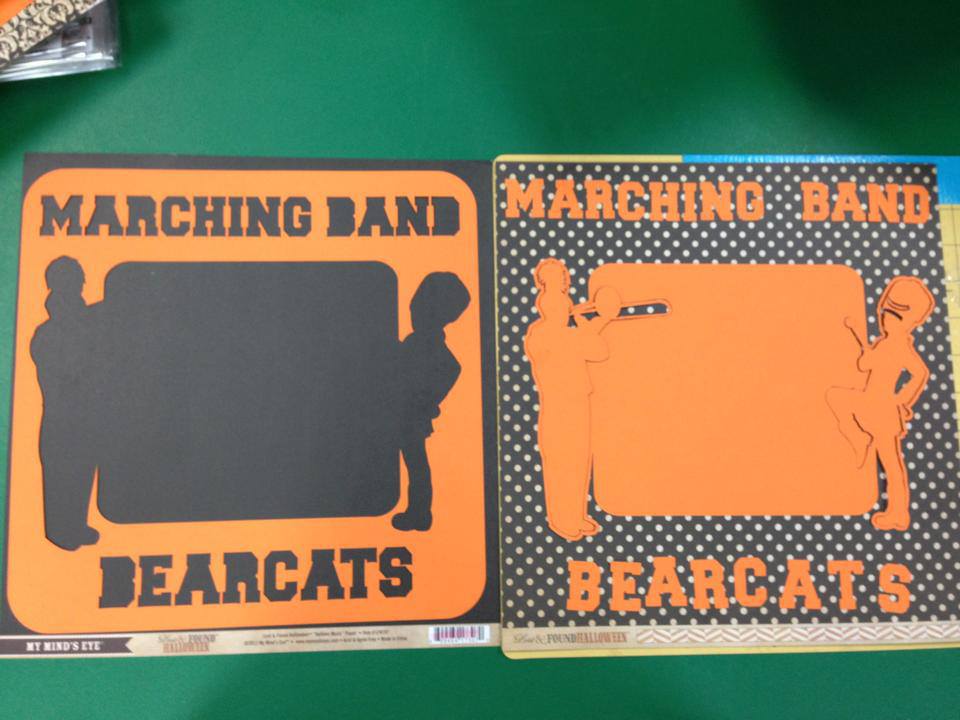 MARCHING BAND
BEARCATS
MY MIND'S EYE
Lost & FOUND
HALLOWEEN
MARCHING BAND
BEARCATS
Lost & FOUND HALLOWEEN